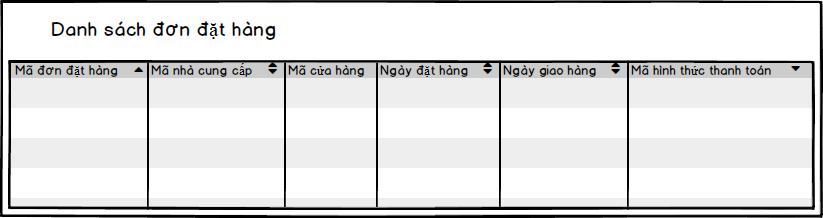 Danh sách đơn đặt hàng
Mã đơn đặt hàng Mã nhà cung cấp Mã cửa hàng Ngày đặt hàng Ngày giao hàng Mã hình thức thanh toán